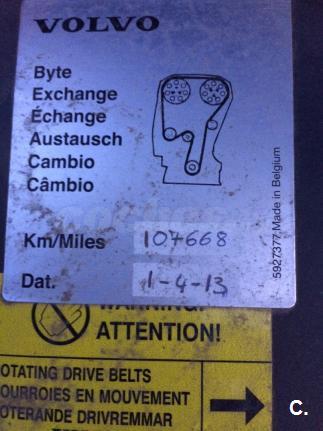 VOLVO
Byte
Exchange
Échange
Austausch
Cambio
Câmbio
Km/Miles 107668
Dat. 1-4-13
5927377 Made in Belgium
WARNING!
ATTENTION!
OTATING DRIVE BELTS
OURROIES EN MOUVEMENT
OTERANDE DRIVREMMAR
C.